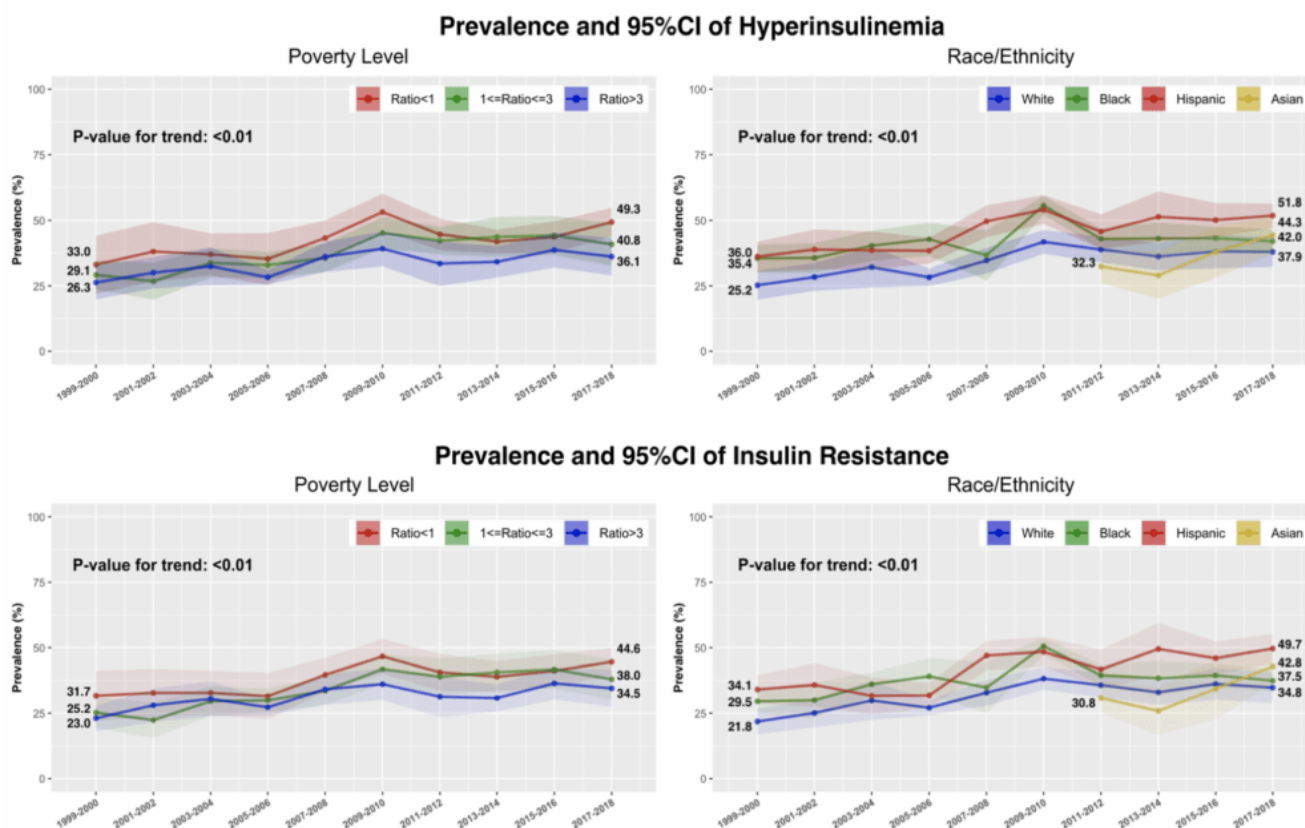 Prevalence and 95%CI of Hyperinsulinemia
Poverty Level
Ratio<1 1<=Ratio<=3 Ratio>3
P-value for trend: <0.01
Prevalence (%)
100
75
50
25
0
33.0
29.1
26.3
49.3
40.8
36.1
1999-2000 2001-2002 2003-2004 2005-2006 2007-2008 2009-2010 2011-2012 2013-2014 2015-2016 2017-2018
Race/Ethnicity
White Black Hispanic Asian
P-value for trend: <0.01
Prevalence (%)
100
75
50
25
0
36.0
35.4
25.2
32.3
51.8
44.3
42.0
37.9
1999-2000 2001-2002 2003-2004 2005-2006 2007-2008 2009-2010 2011-2012 2013-2014 2015-2016 2017-2018
Prevalence and 95%CI of Insulin Resistance
Poverty Level
Ratio<1 1<=Ratio<=3 Ratio>3
P-value for trend: <0.01
Prevalence (%)
100
75
50
25
0
31.7
25.2
23.0
44.6
38.0
34.5
1999-2000 2001-2002 2003-2004 2005-2006 2007-2008 2009-2010 2011-2012 2013-2014 2015-2016 2017-2018
Race/Ethnicity
White Black Hispanic Asian
P-value for trend: <0.01
Prevalence (%)
100
75
50
25
0
34.1
29.5
21.8
30.8
49.7
42.8
37.5
34.8
1999-2000 2001-2002 2003-2004 2005-2006 2007-2008 2009-2010 2011-2012 2013-2014 2015-2016 2017-2018